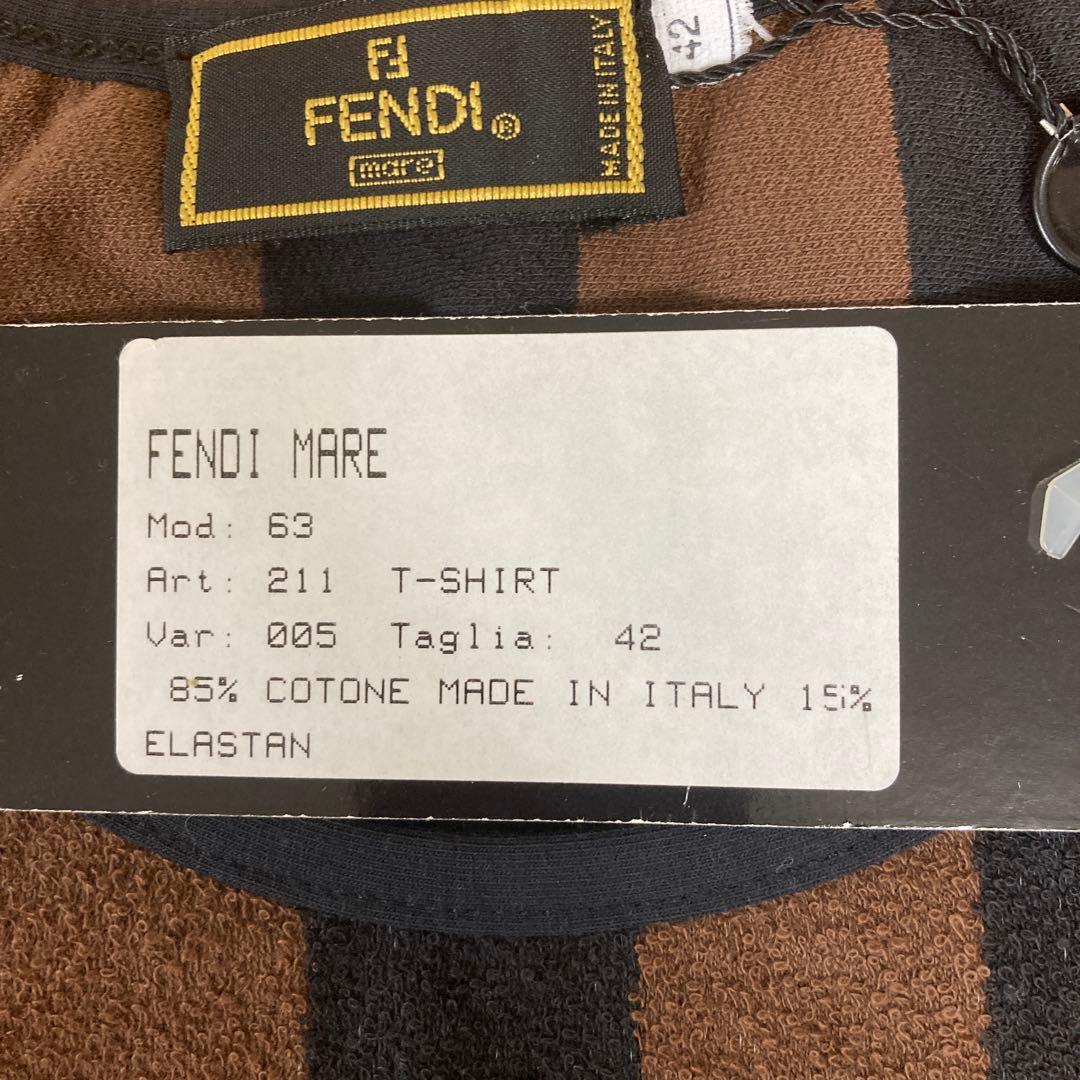 FF
FENDI®
mare
MADE IN ITALY
42
FENDI MARE
Mod: 63
Art: 211 T-SHIRT
Var: 005 Taglia: 42
85% COTONE MADE IN ITALY 15%
ELASTAN